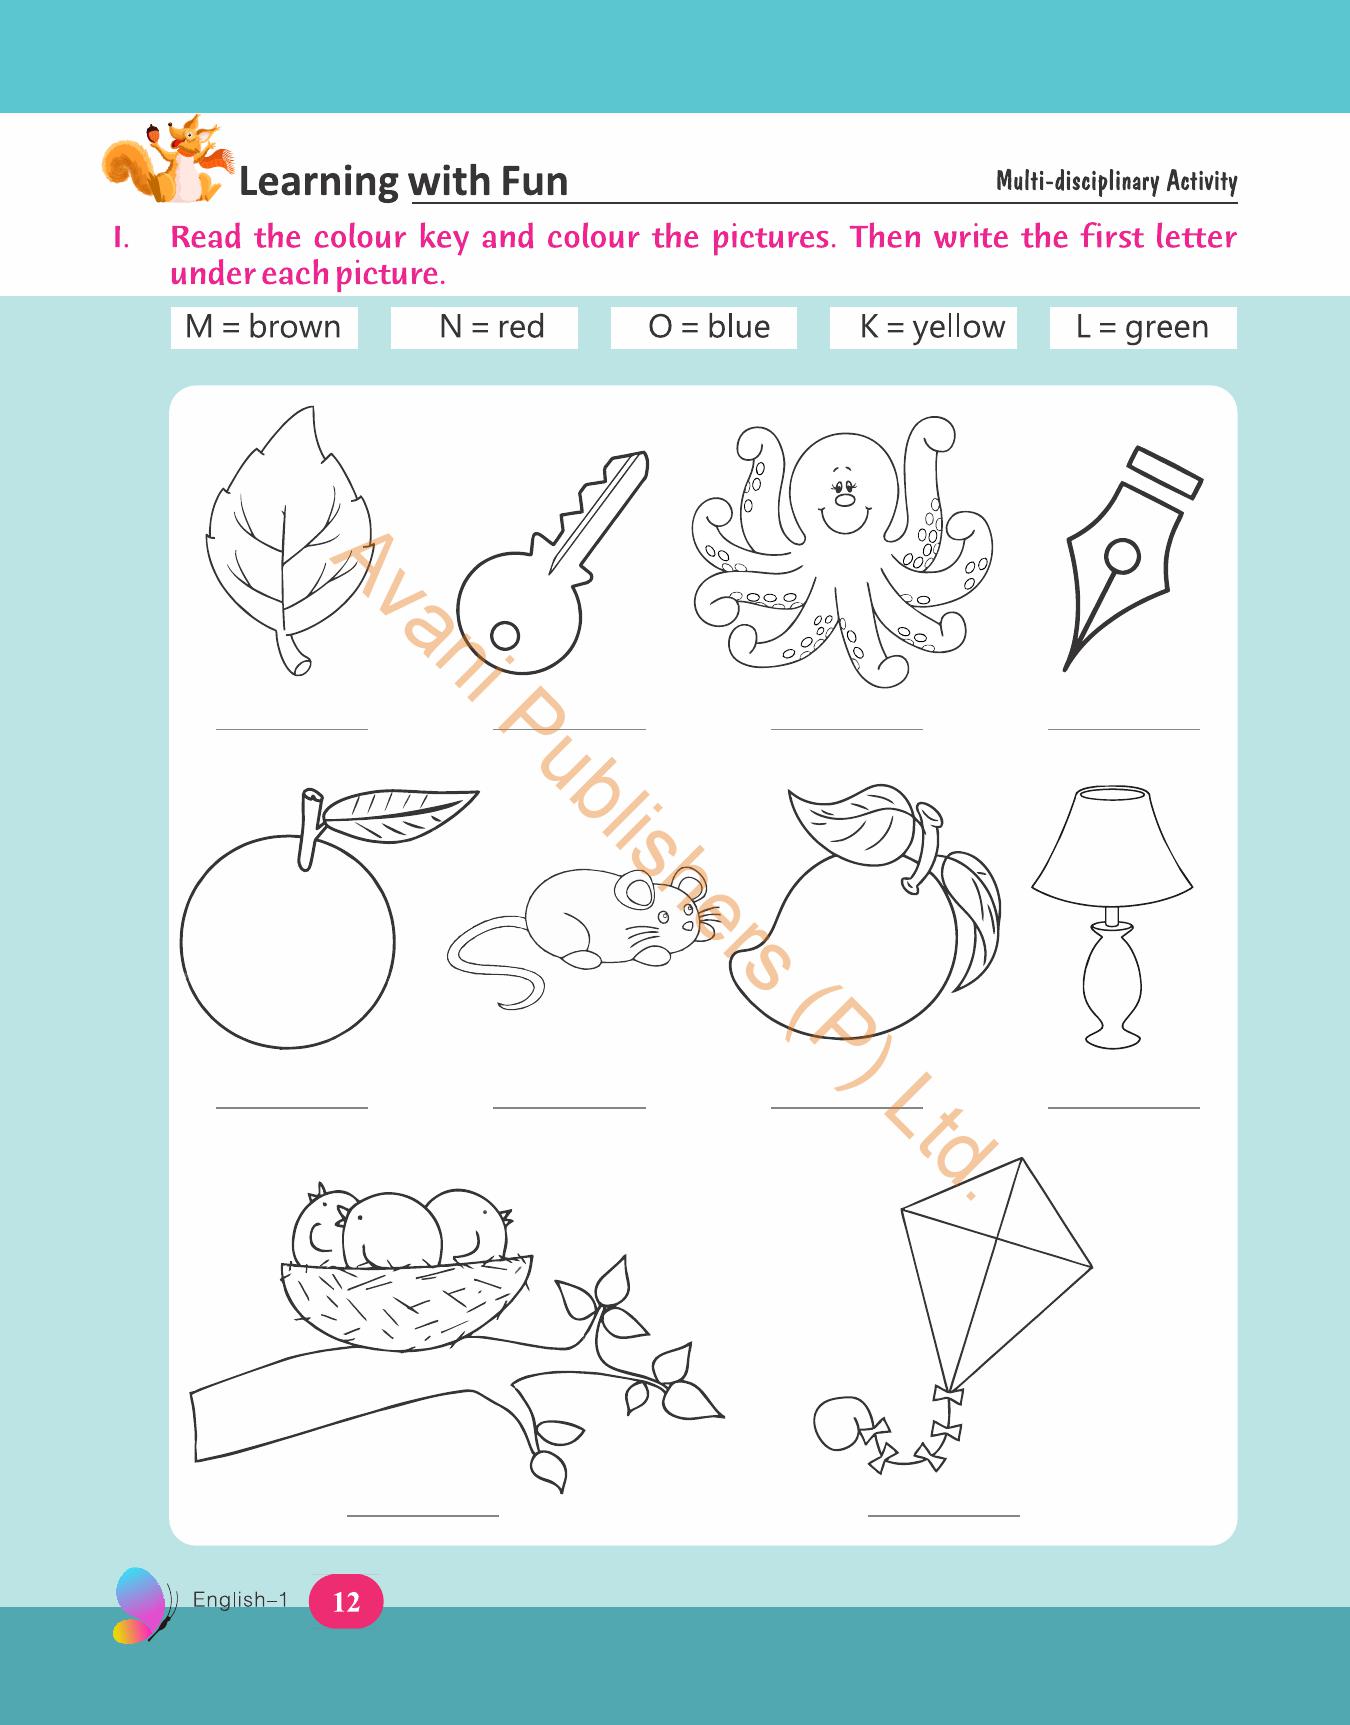 Learning with Fun
Multi-disciplinary Activity
I. Read the colour key and colour the pictures. Then write the first letter
under each picture.
M = brown N = red O = blue K = yellow L = green
Avani Publishers (P) Ltd.
English–1 12